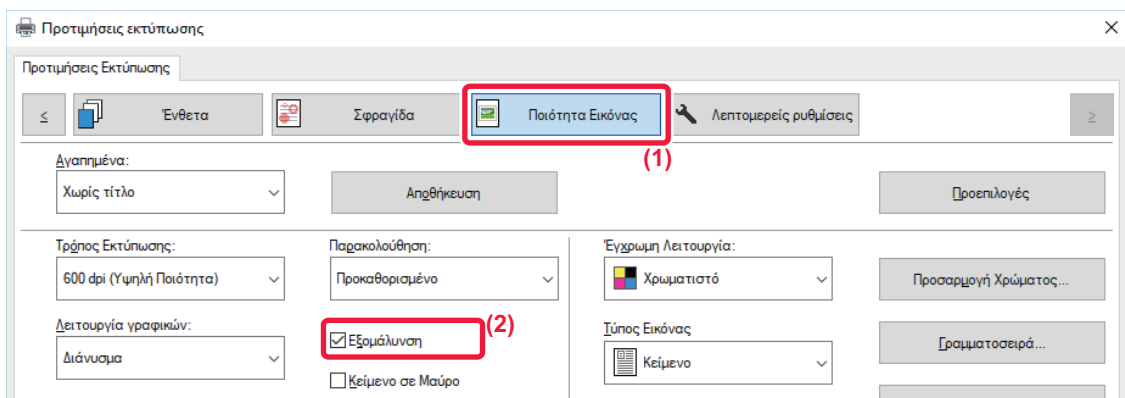 Προτιμήσεις εκτύπωσης
Προτιμήσεις Εκτύπωσης
< Ένθετα Σφραγίδα Ποιότητα Εικόνας Λεπτομερείς ρυθμίσεις >
(1)
Αγαπημένα:
Χωρίς τίτλο Αποθήκευση Προεπιλογές
Τρόπος Εκτύπωσης: Παρακολούθηση: Έγχρωμη Λειτουργία:
600 dpi (Υψηλή Ποιότητα) Προκαθορισμένο Χρωματιστό Προσαρμογή Χρώματος...
Λειτουργία γραφικών: Εξομάλυνση (2) Τύπος Εικόνας
Διάνυσμα Κείμενο Γραμματοσειρά...
Κείμενο σε Μαύρο